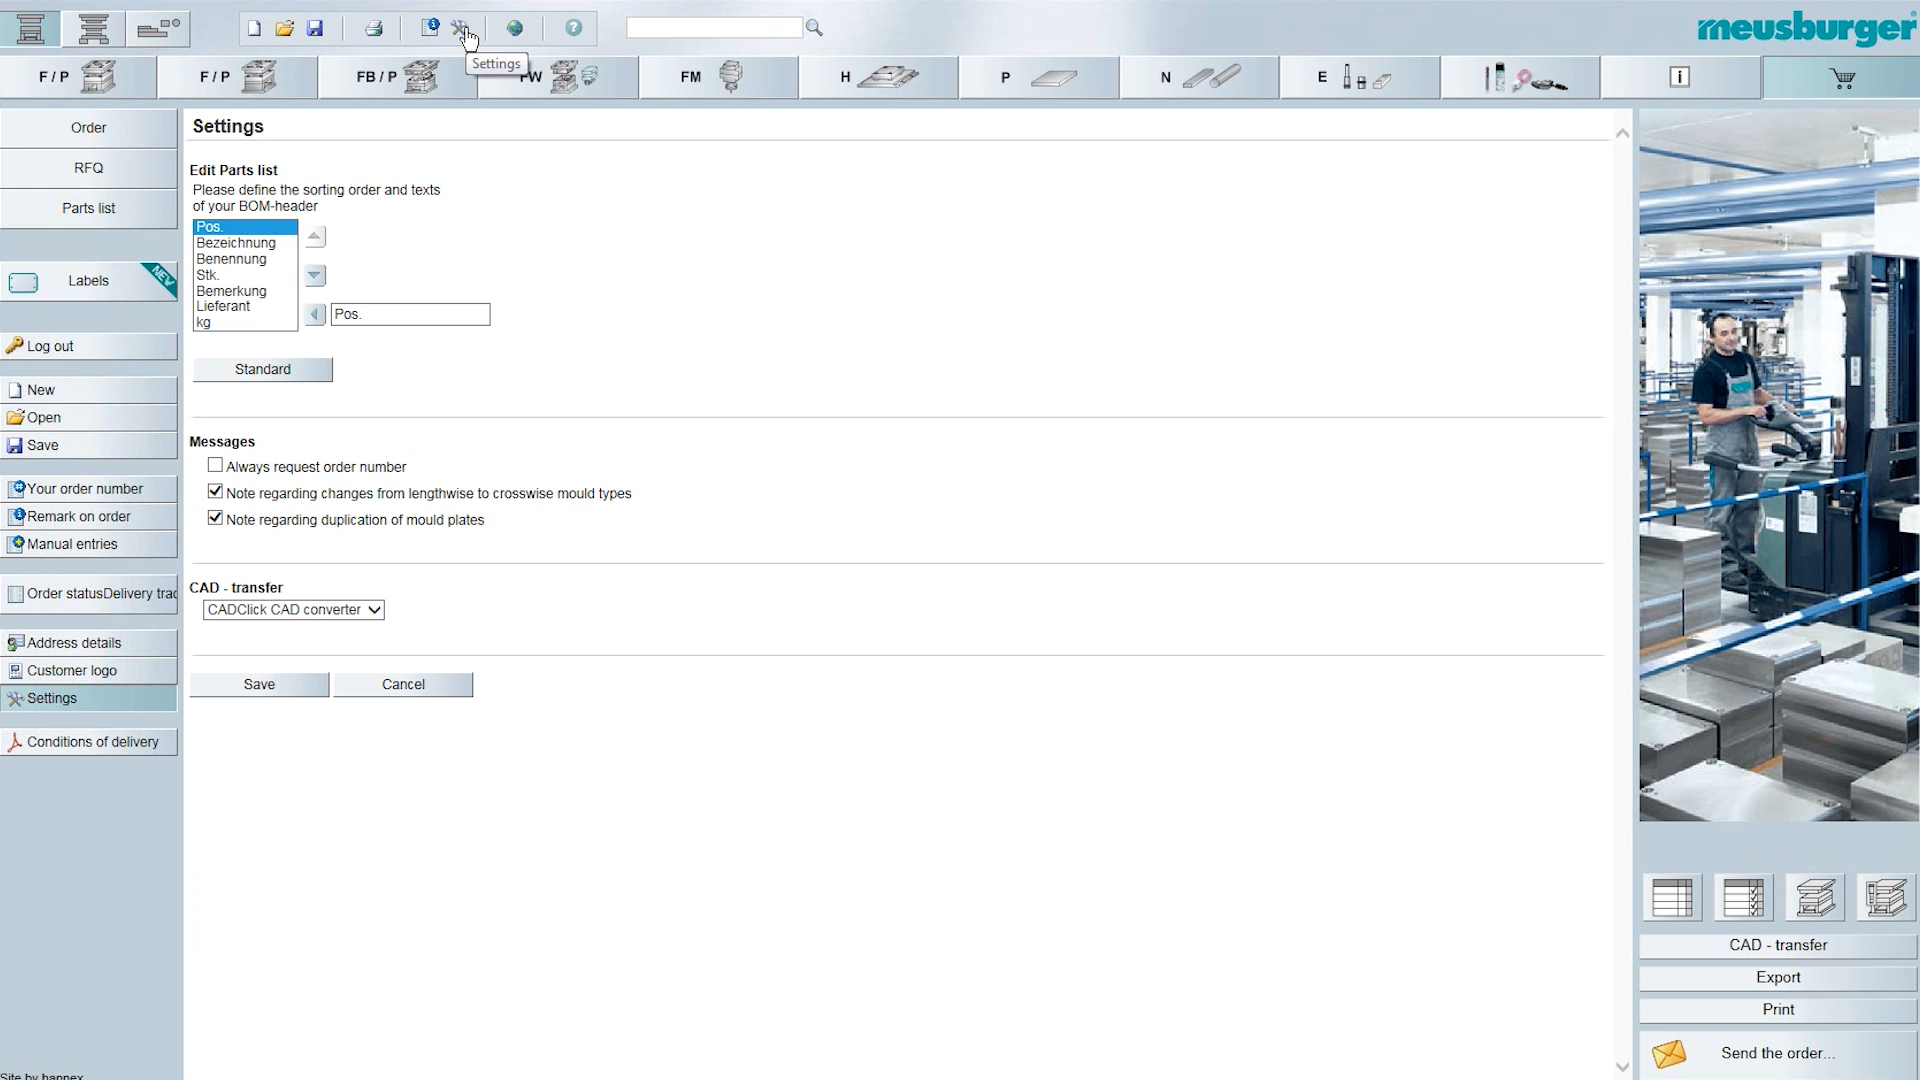 meusburger
Settings
F / P
F / P
FB / P
FW
FM
H
P
N
E
i
Order
RFQ
Parts list
Labels
NEW
Log out
New
Open
Save
Your order number
Remark on order
Manual entries
Order statusDelivery trac
Address details
Customer logo
Settings
Conditions of delivery
Settings
Edit Parts list
Please define the sorting order and texts
of your BOM-header
Pos.
Bezeichnung
Benennung
Stk.
Bemerkung
Lieferant
kg
Pos.
Standard
Messages
Always request order number
Note regarding changes from lengthwise to crosswise mould types
Note regarding duplication of mould plates
CAD - transfer
CADClick CAD converter
Save
Cancel
CAD - transfer
Export
Print
Send the order...